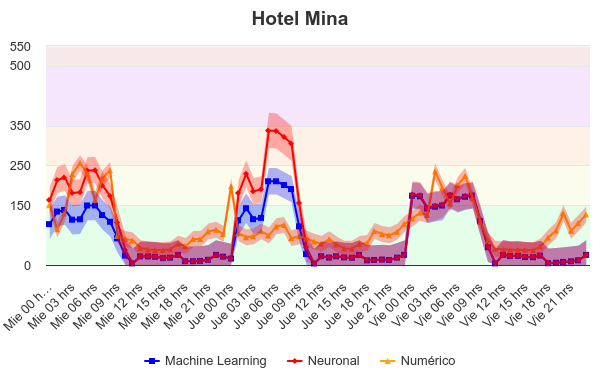 Hotel Mina
550
500
350
250
150
0
Mie 00 h...
Mie 03 hrs
Mie 06 hrs
Mie 09 hrs
Mie 12 hrs
Mie 15 hrs
Mie 18 hrs
Mie 21 hrs
Jue 00 hrs
Jue 03 hrs
Jue 06 hrs
Jue 09 hrs
Jue 12 hrs
Jue 15 hrs
Jue 18 hrs
Jue 21 hrs
Vie 00 hrs
Vie 03 hrs
Vie 06 hrs
Vie 09 hrs
Vie 12 hrs
Vie 15 hrs
Vie 18 hrs
Vie 21 hrs
Machine Learning Neuronal Numérico